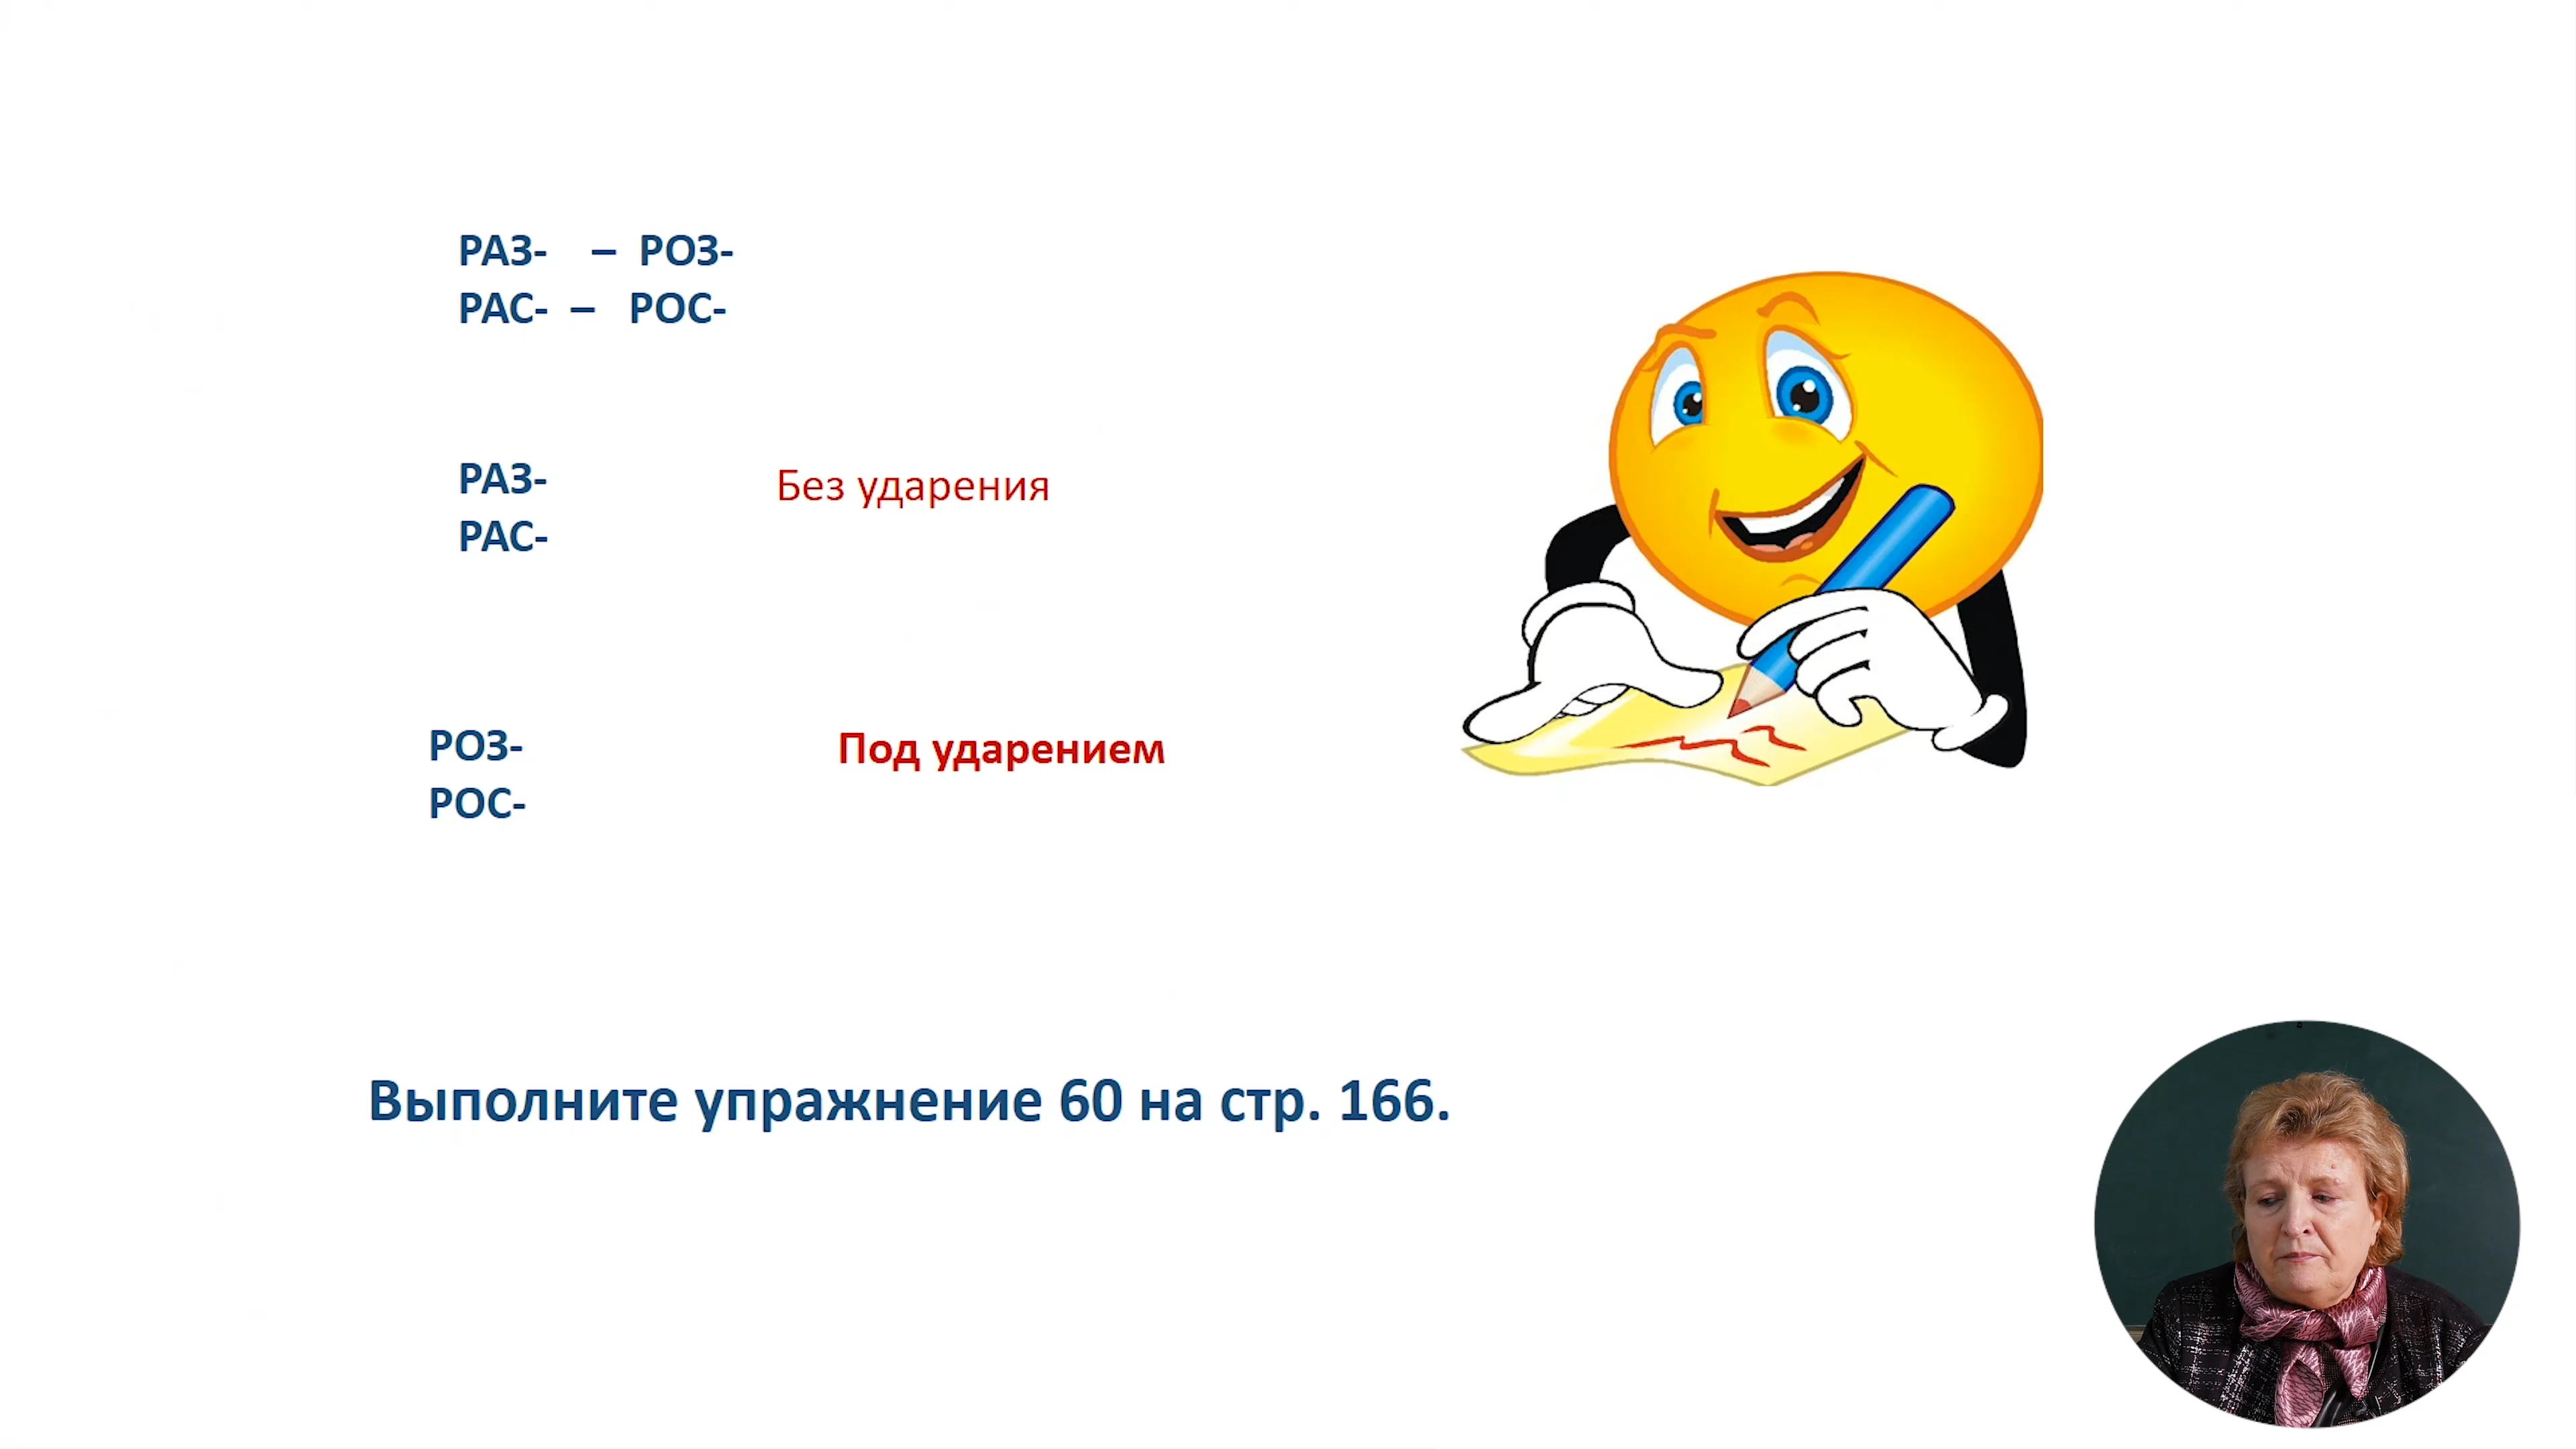 РАЗ- – РОЗ-
РАС- – РОС-
РАЗ- Без ударения
РАС-
РОЗ- Под ударением
РОС-
Выполните упражнение 60 на стр. 166.